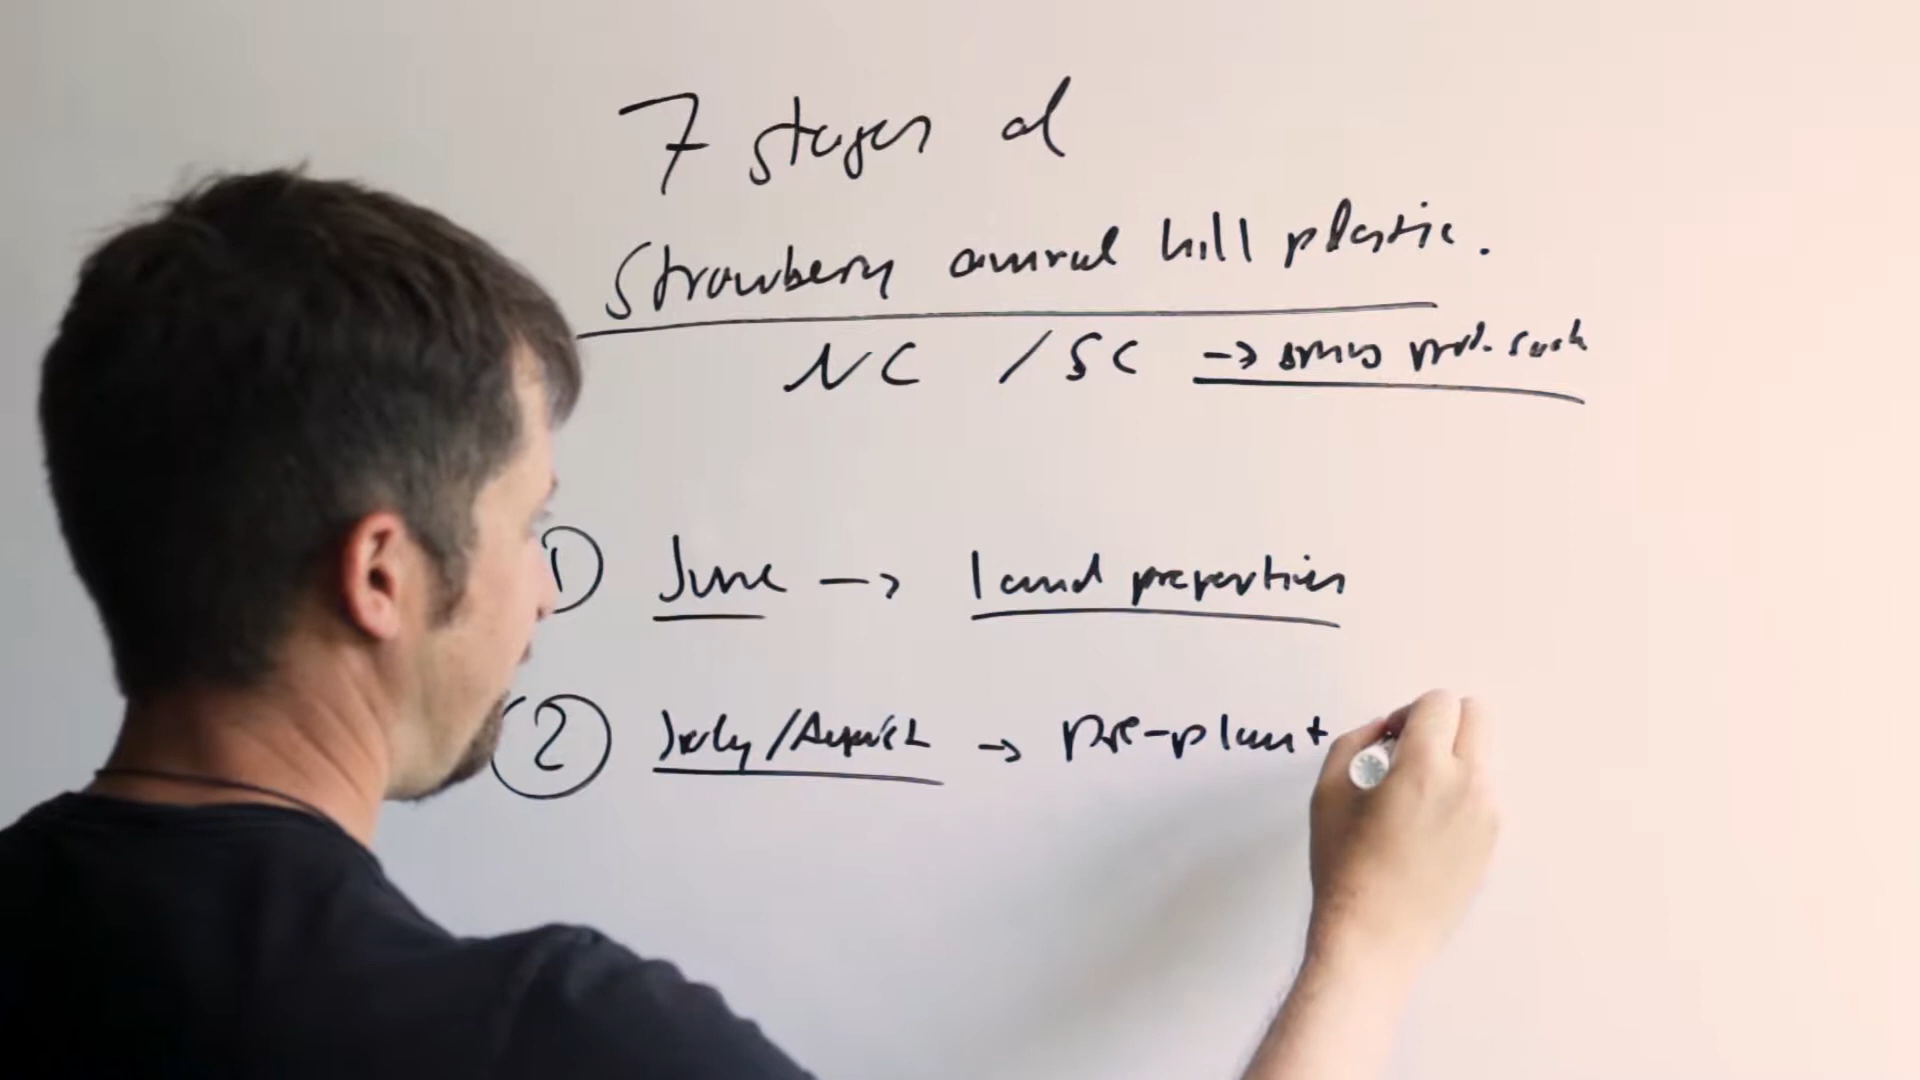 7 stages of
Strawberry annual hill plastic.
NC / SC →
① June → land preparation
② July / August → pre-plant